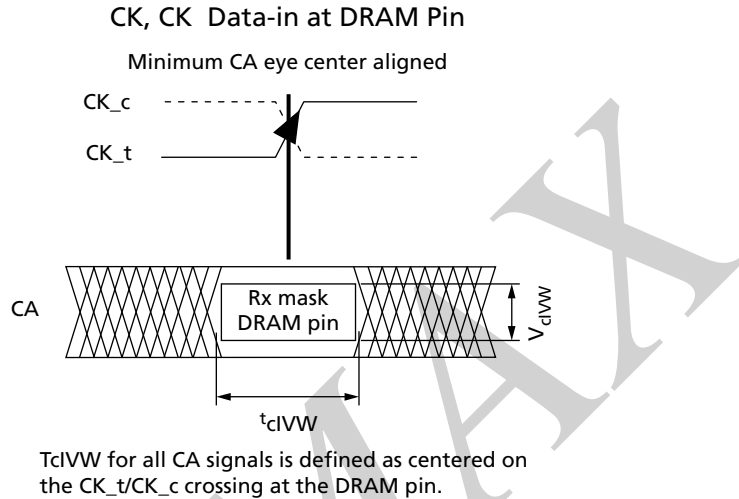 CK, CK Data-in at DRAM Pin
Minimum CA eye center aligned
CK_c
CK_t
CA
Rx mask
DRAM pin
VcIVW
tcIVW
TcIVW for all CA signals is defined as centered on
the CK_t/CK_c crossing at the DRAM pin.